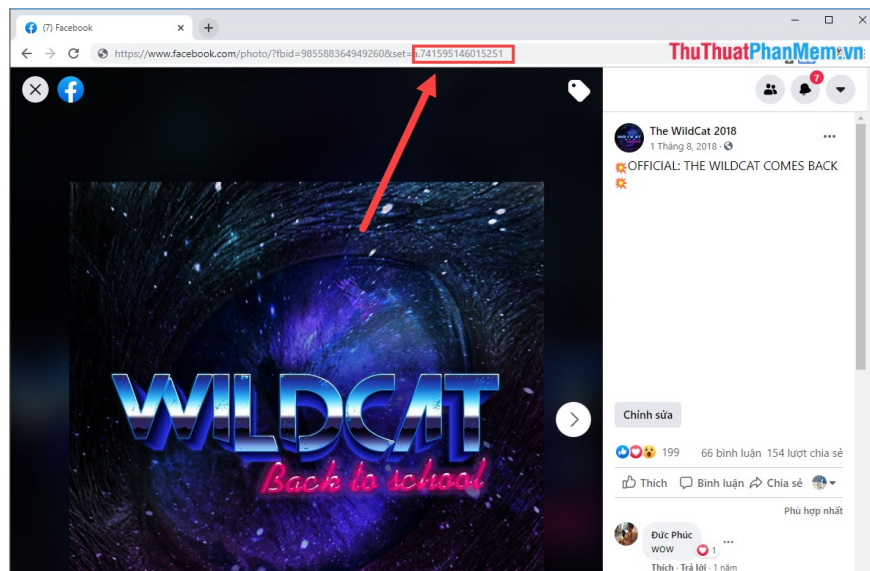 (7) Facebook
https://www.facebook.com/photo/?fbid=985588364949260&set=a.741595146015251
ThuThuatPhanMem.vn
7
The WildCat 2018
1 Tháng 8, 2018
💥OFFICIAL: THE WILDCAT COMES BACK
💥
WILDCAT
Back to school
Chỉnh sửa
199 66 bình luận 154 lượt chia sẻ
Thích Bình luận Chia sẻ
Phù hợp nhất
Đức Phúc
wow
1
Thích · Trả lời · 1 năm